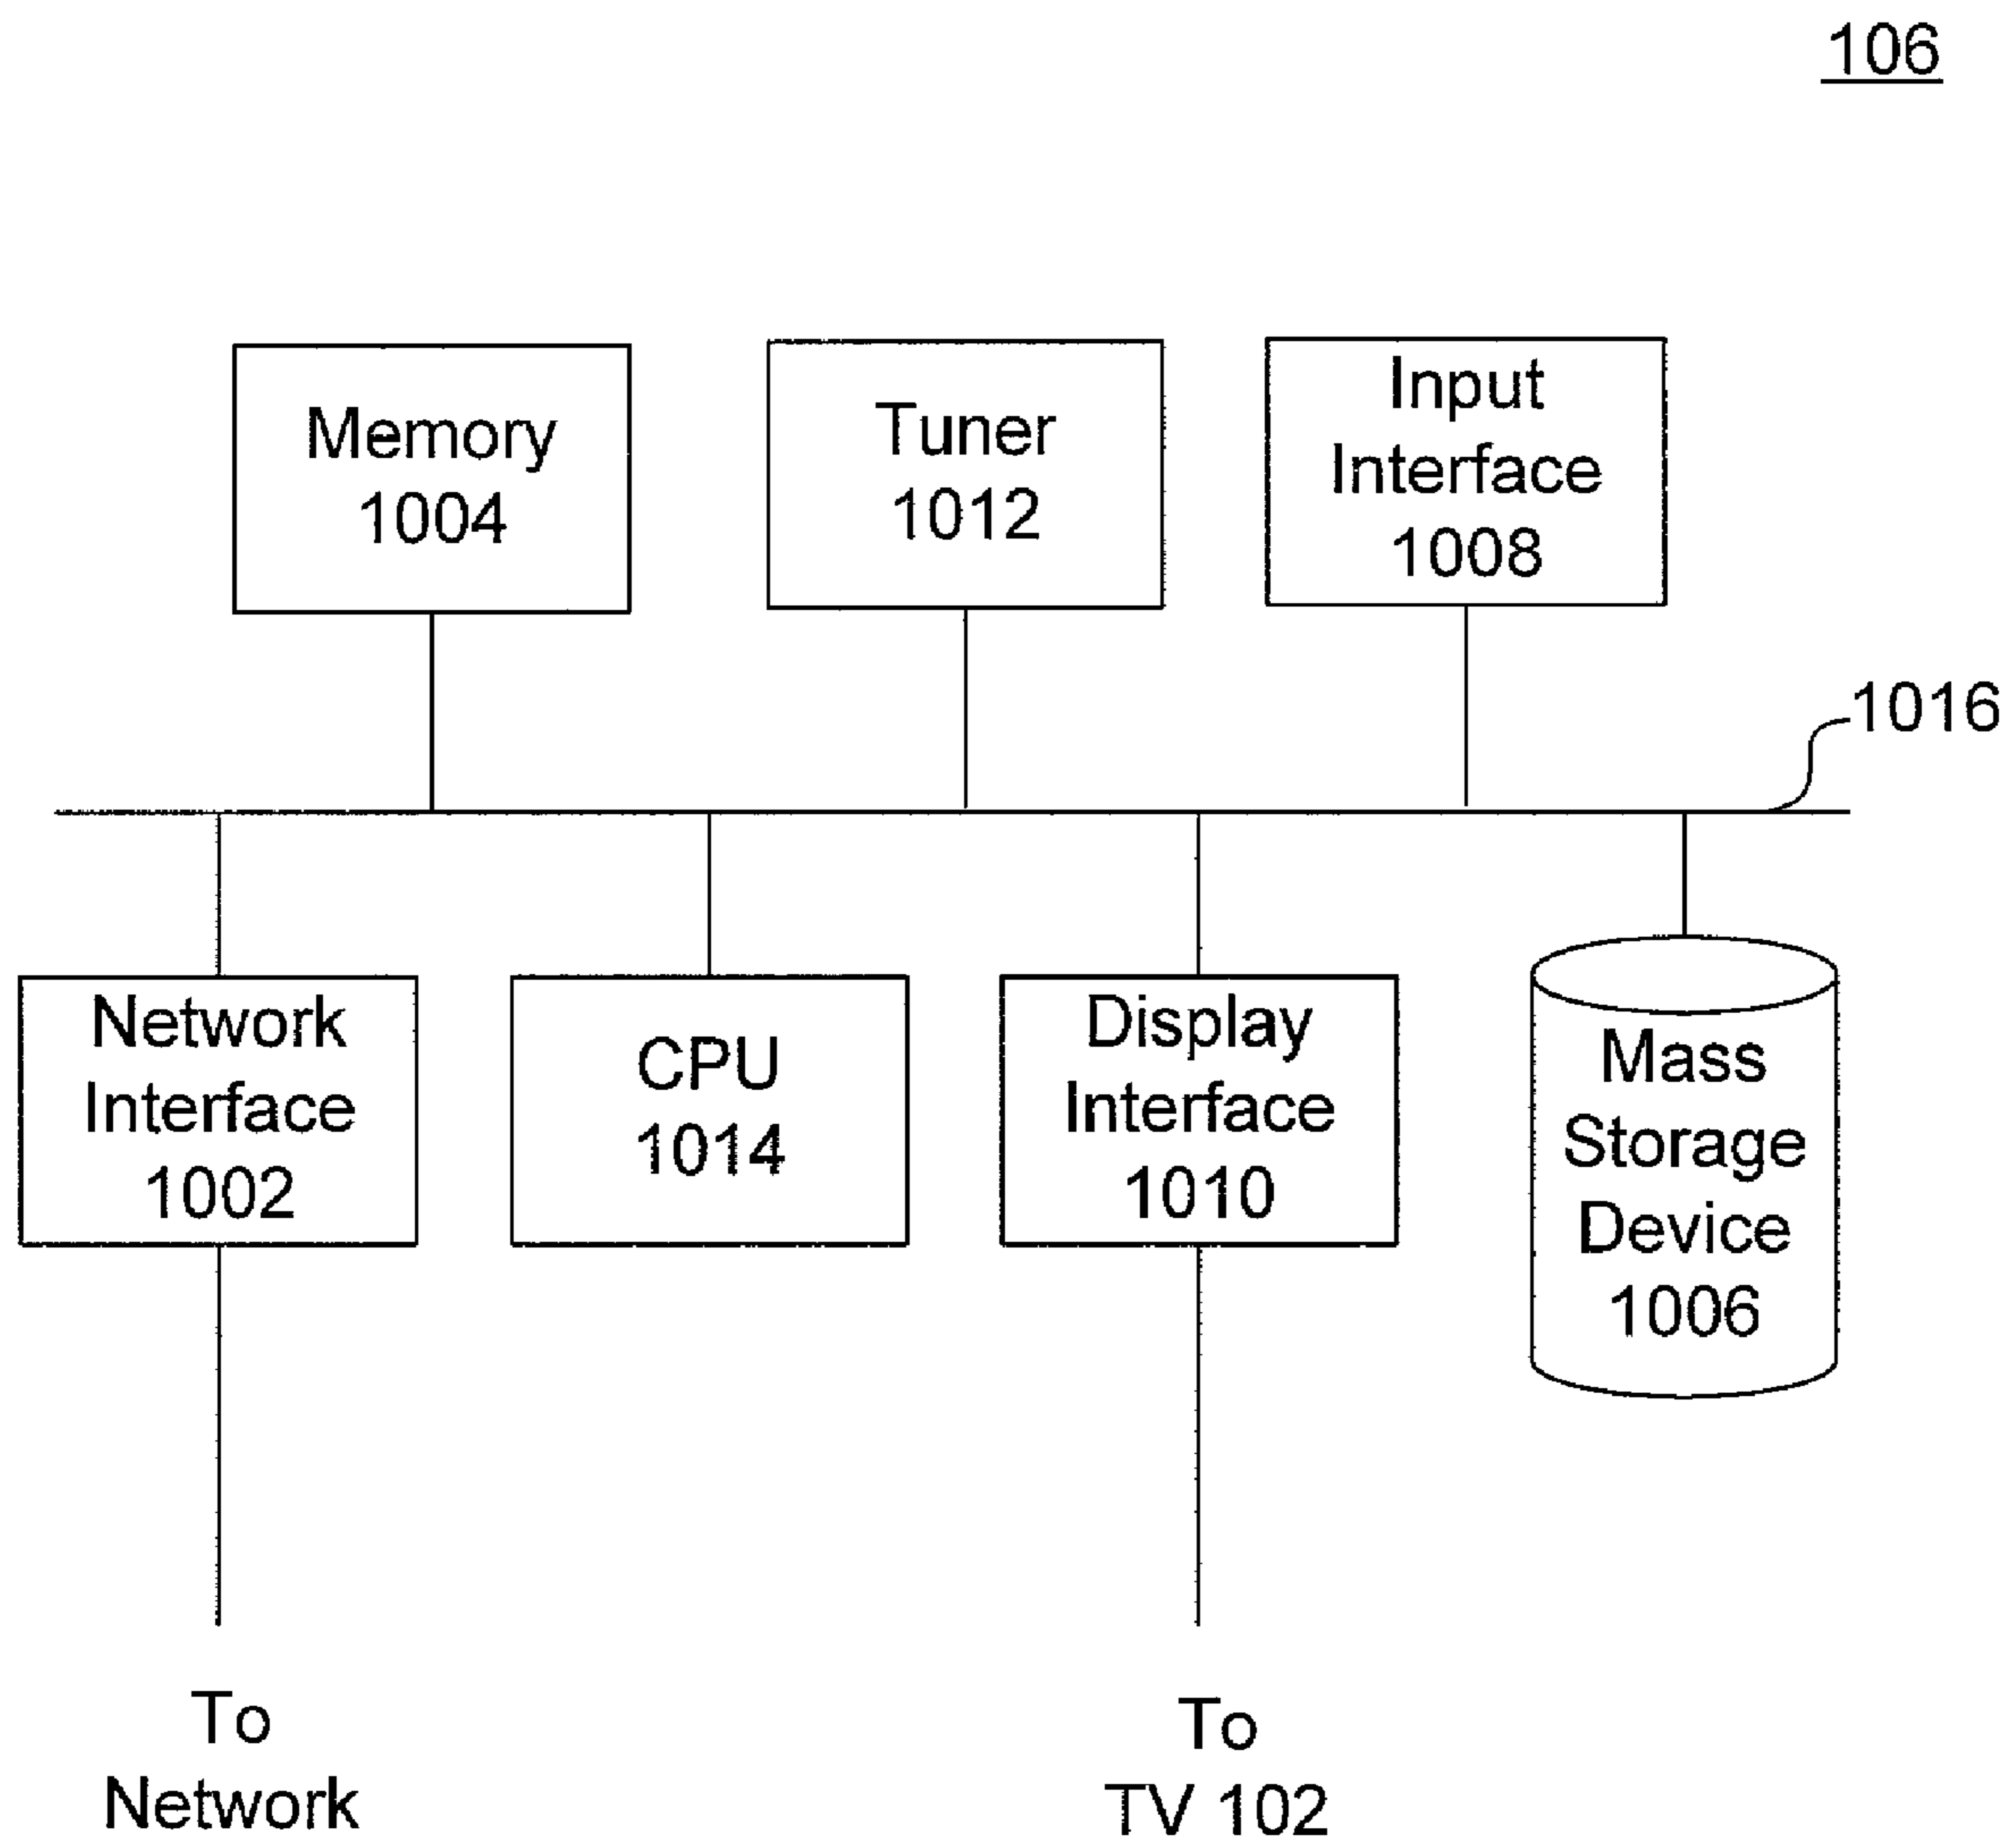 106
Memory
1004
Tuner
1012
Input
Interface
1008
1016
Network
Interface
1002
CPU
1014
Display
Interface
1010
Mass
Storage
Device
1006
To
Network
To
TV 102